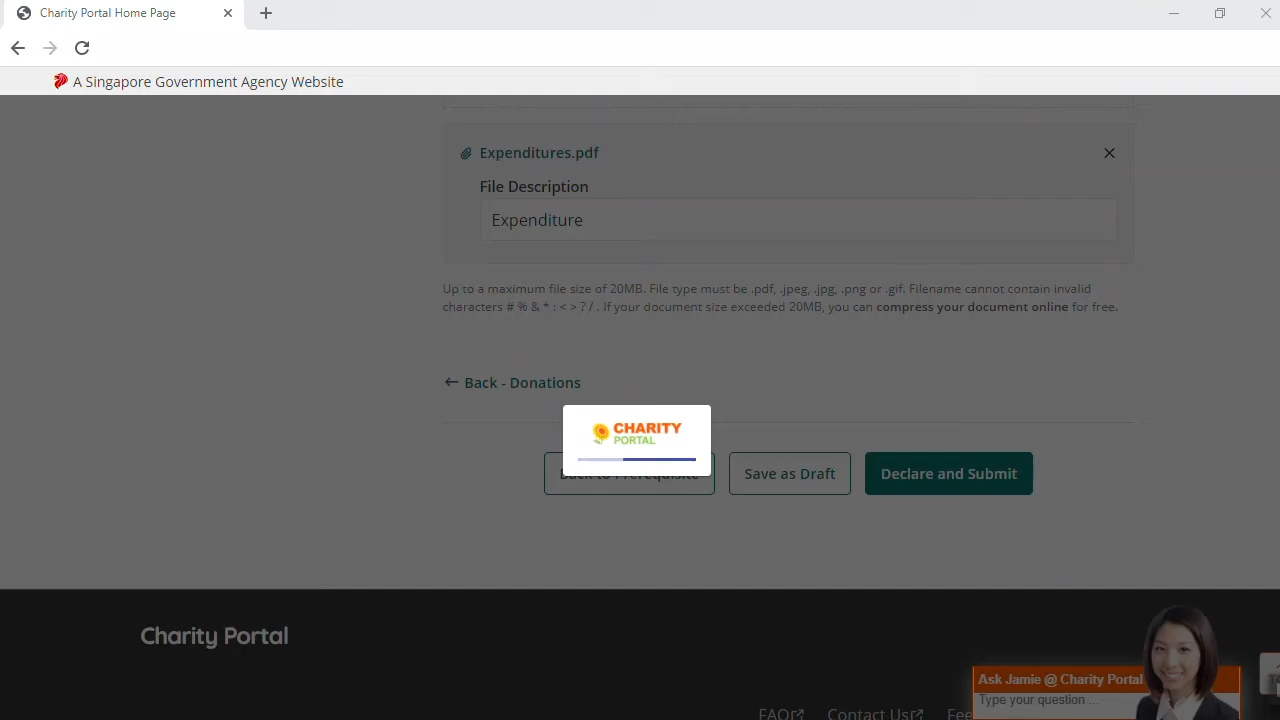 Charity Portal Home Page
A Singapore Government Agency Website
Expenditures.pdf
File Description
Expenditure
Up to a maximum file size of 20MB. File type must be .pdf, .jpeg, .jpg, .png or .gif. Filename cannot contain invalid
characters # % & * : < > ? / . If your document size exceeded 20MB, you can compress your document online for free.
Back - Donations
CHARITY
PORTAL
Back to Prerequisite
Save as Draft
Declare and Submit
Charity Portal
Ask Jamie @ Charity Portal
Type your question ...
FAQ
Contact Us
Fee